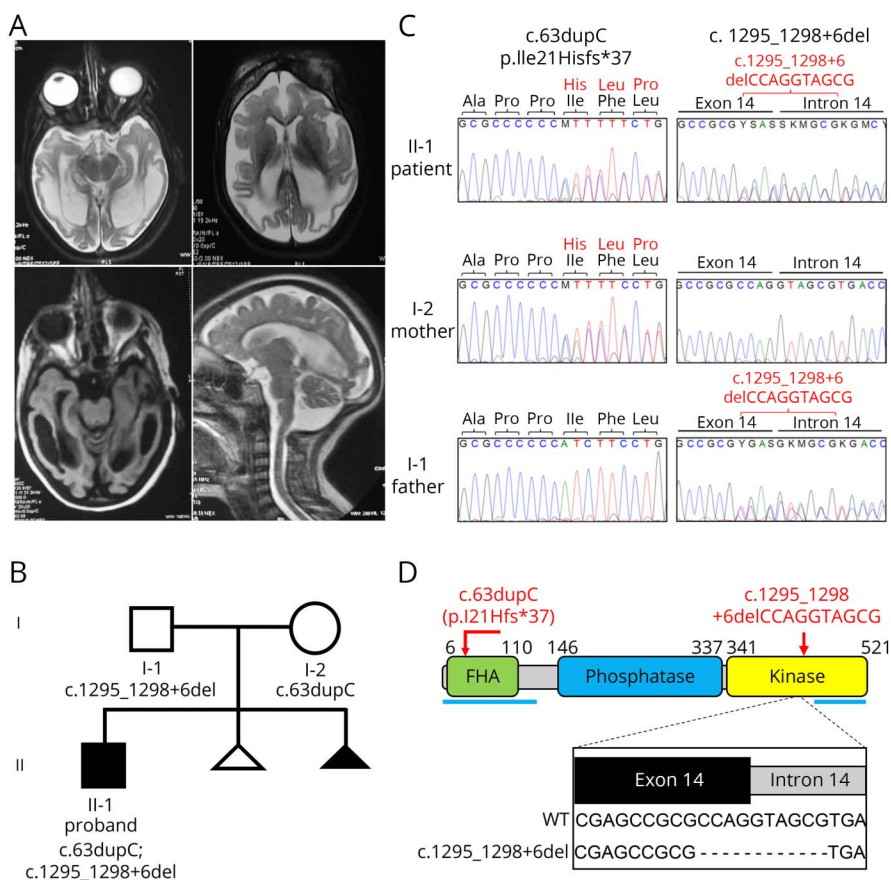 A
PLS
C
c.63dupC
p.Ile21Hisfs*37
c. 1295_1298+6del
c.1295_1298+6
delCCAGGTAGCG
His Leu Pro
Ala Pro Pro Ile Phe Leu
Exon 14 Intron 14
GCGCCCCCCMTTTTTCTG
GCCGCGYSASSKMGCGKGMCY
II-1
patient
His Leu Pro
Ala Pro Pro Ile Phe Leu
Exon 14 Intron 14
GCGCCCCCCMTTTTCCTG
GCCGCGCCAGGTAGCGTGACC
I-2
mother
c.1295_1298+6
delCCAGGTAGCG
Ala Pro Pro Ile Phe Leu
Exon 14 Intron 14
GCGCCCCCCATCTTCCTG
GCCGCGYGASGKMGCGKGACC
I-1
father
B
I
I-1
c.1295_1298+6del
I-2
c.63dupC
II
II-1
proband
c.63dupC;
c.1295_1298+6del
D
c.63dupC
(p.I21Hfs*37)
c.1295_1298
+6delCCAGGTAGCG
6 110 146 337 341 521
FHA Phosphatase Kinase
Exon 14 Intron 14
WT CGAGCCGCGCCAGGTAGCGTGA
c.1295_1298+6del CGAGCCGCG - - - - - - - - - - TGA